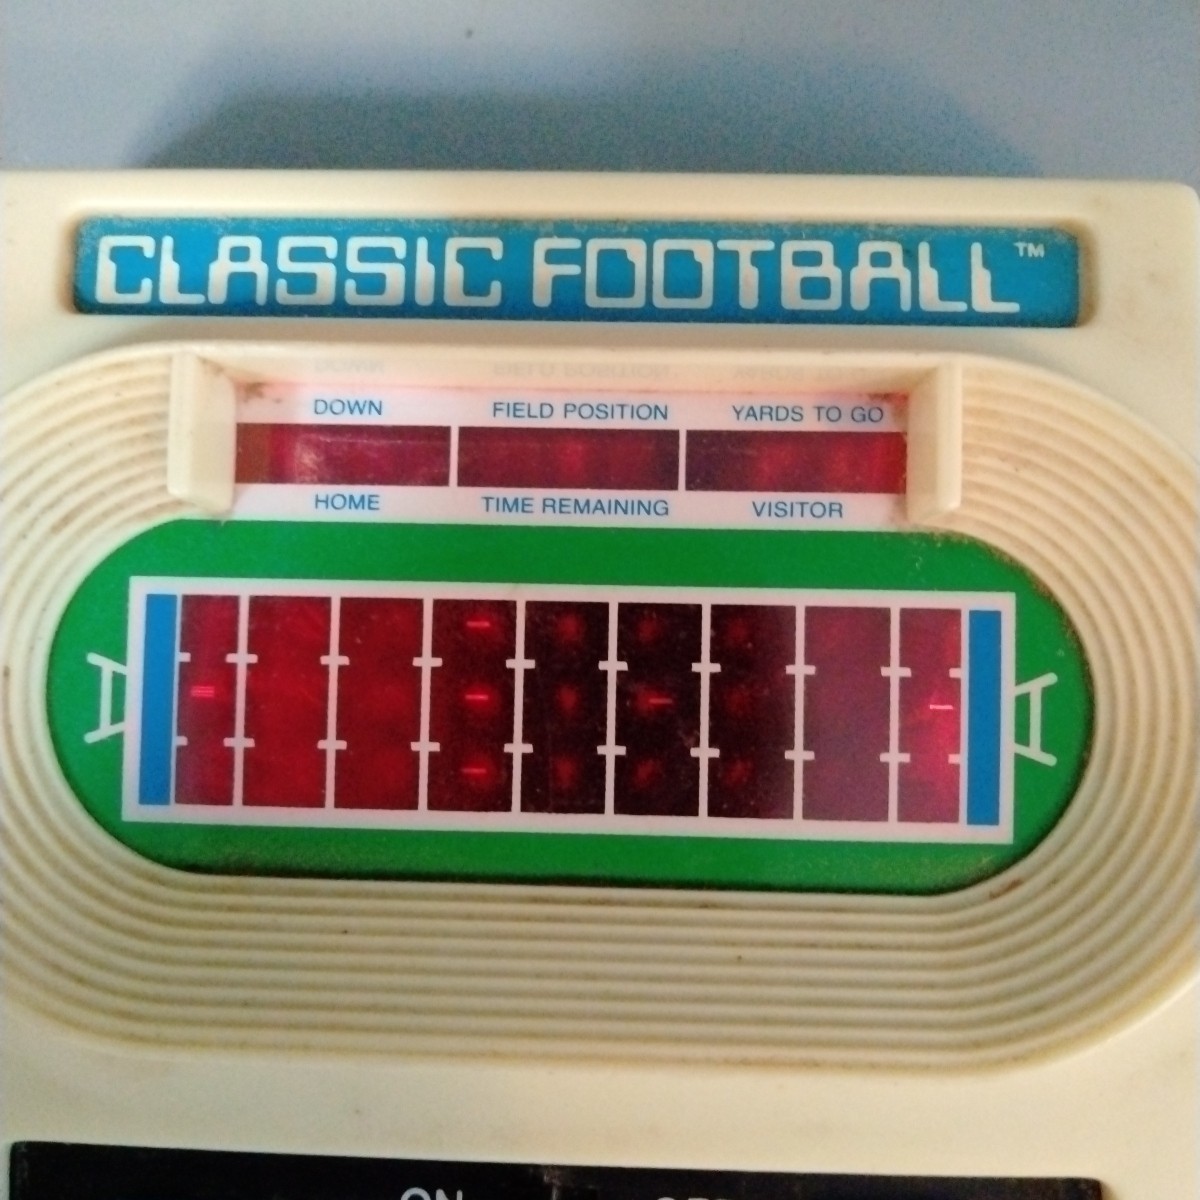 CLASSIC FOOTBALL™
DOWN FIELD POSITION YARDS TO GO
HOME TIME REMAINING VISITOR
ON